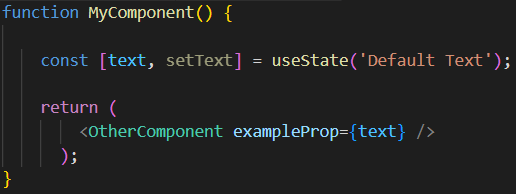 function MyComponent() {
const [text, setText] = useState('Default Text');
return (
<OtherComponent exampleProp={text} />
);
}